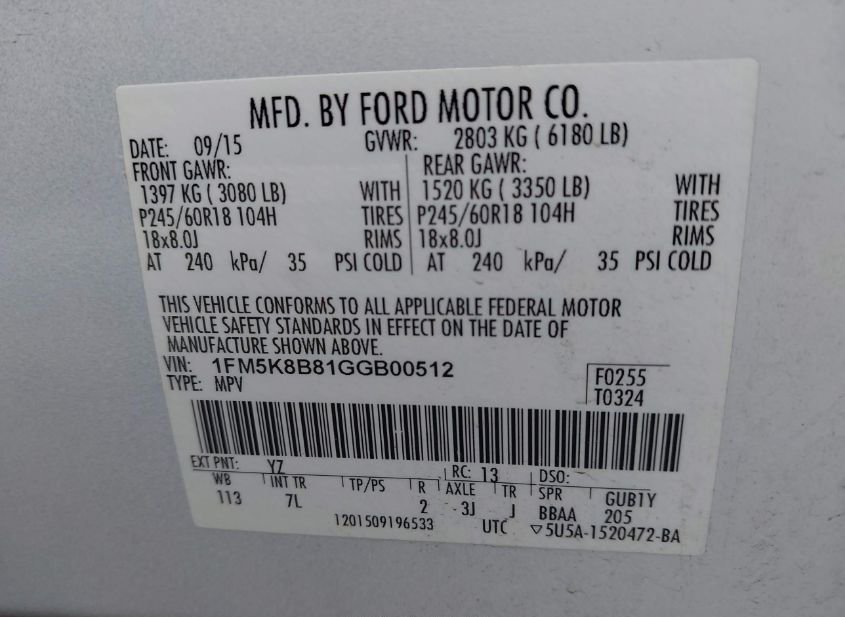 MFD. BY FORD MOTOR CO.
DATE: 09/15 GVWR: 2803 KG ( 6180 LB)
FRONT GAWR: REAR GAWR:
1397 KG ( 3080 LB) WITH 1520 KG ( 3350 LB) WITH
P245/60R18 104H TIRES P245/60R18 104H TIRES
18x8.0J RIMS 18x8.0J RIMS
AT 240 kPa/ 35 PSI COLD AT 240 kPa/ 35 PSI COLD
THIS VEHICLE CONFORMS TO ALL APPLICABLE FEDERAL MOTOR
VEHICLE SAFETY STANDARDS IN EFFECT ON THE DATE OF
MANUFACTURE SHOWN ABOVE.
VIN: 1FM5K8B81GGB00512 F0255
TYPE: MPV T0324
EXT PNT: YZ RC: 13 DSO:
WB INT TR TP/PS R AXLE TR SPR GUB1Y
113 7L 2 3J J BBAA 205
1201509196533 UTC ▽5U5A-1520472-BA